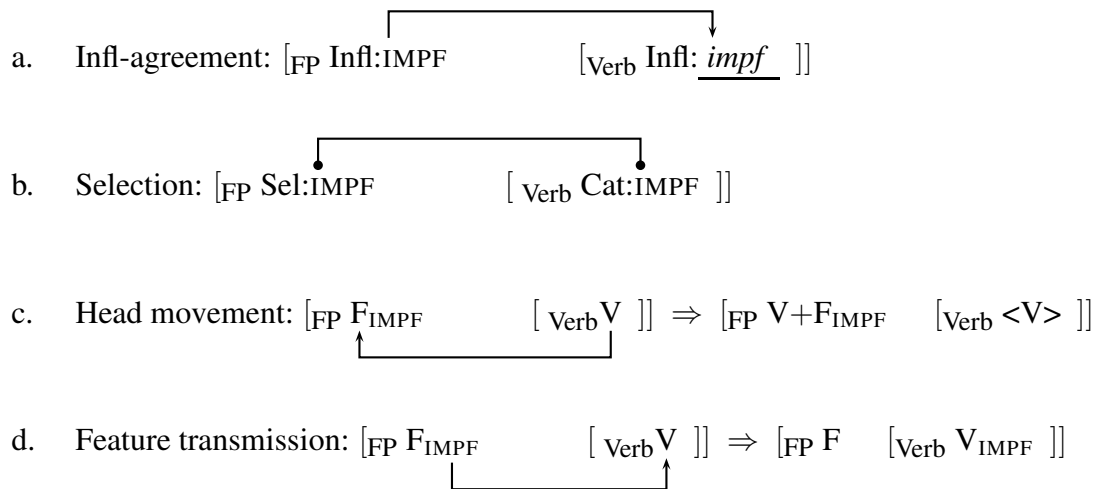 a. Infl-agreement: [FP Infl:IMPF [Verb Infl: impf ]]
b. Selection: [FP Sel:IMPF [ Verb Cat:IMPF ]]
c. Head movement: [FP FIMPF [ VerbV ]] ⇒ [FP V+FIMPF [Verb <V> ]]
d. Feature transmission: [FP FIMPF [ VerbV ]] ⇒ [FP F [Verb VIMPF ]]